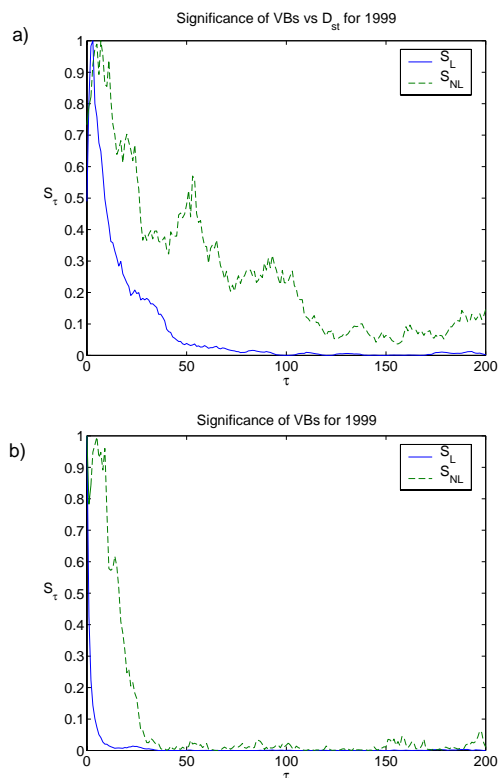 a)
Significance of VBs vs D_st for 1999
S_L
S_NL
1
0.9
0.8
0.7
0.6
0.5
0.4
0.3
0.2
0.1
0
S_τ
0 50 100 150 200
τ
b)
Significance of VBs for 1999
S_L
S_NL
1
0.9
0.8
0.7
0.6
0.5
0.4
0.3
0.2
0.1
0
S_τ
0 50 100 150 200
τ